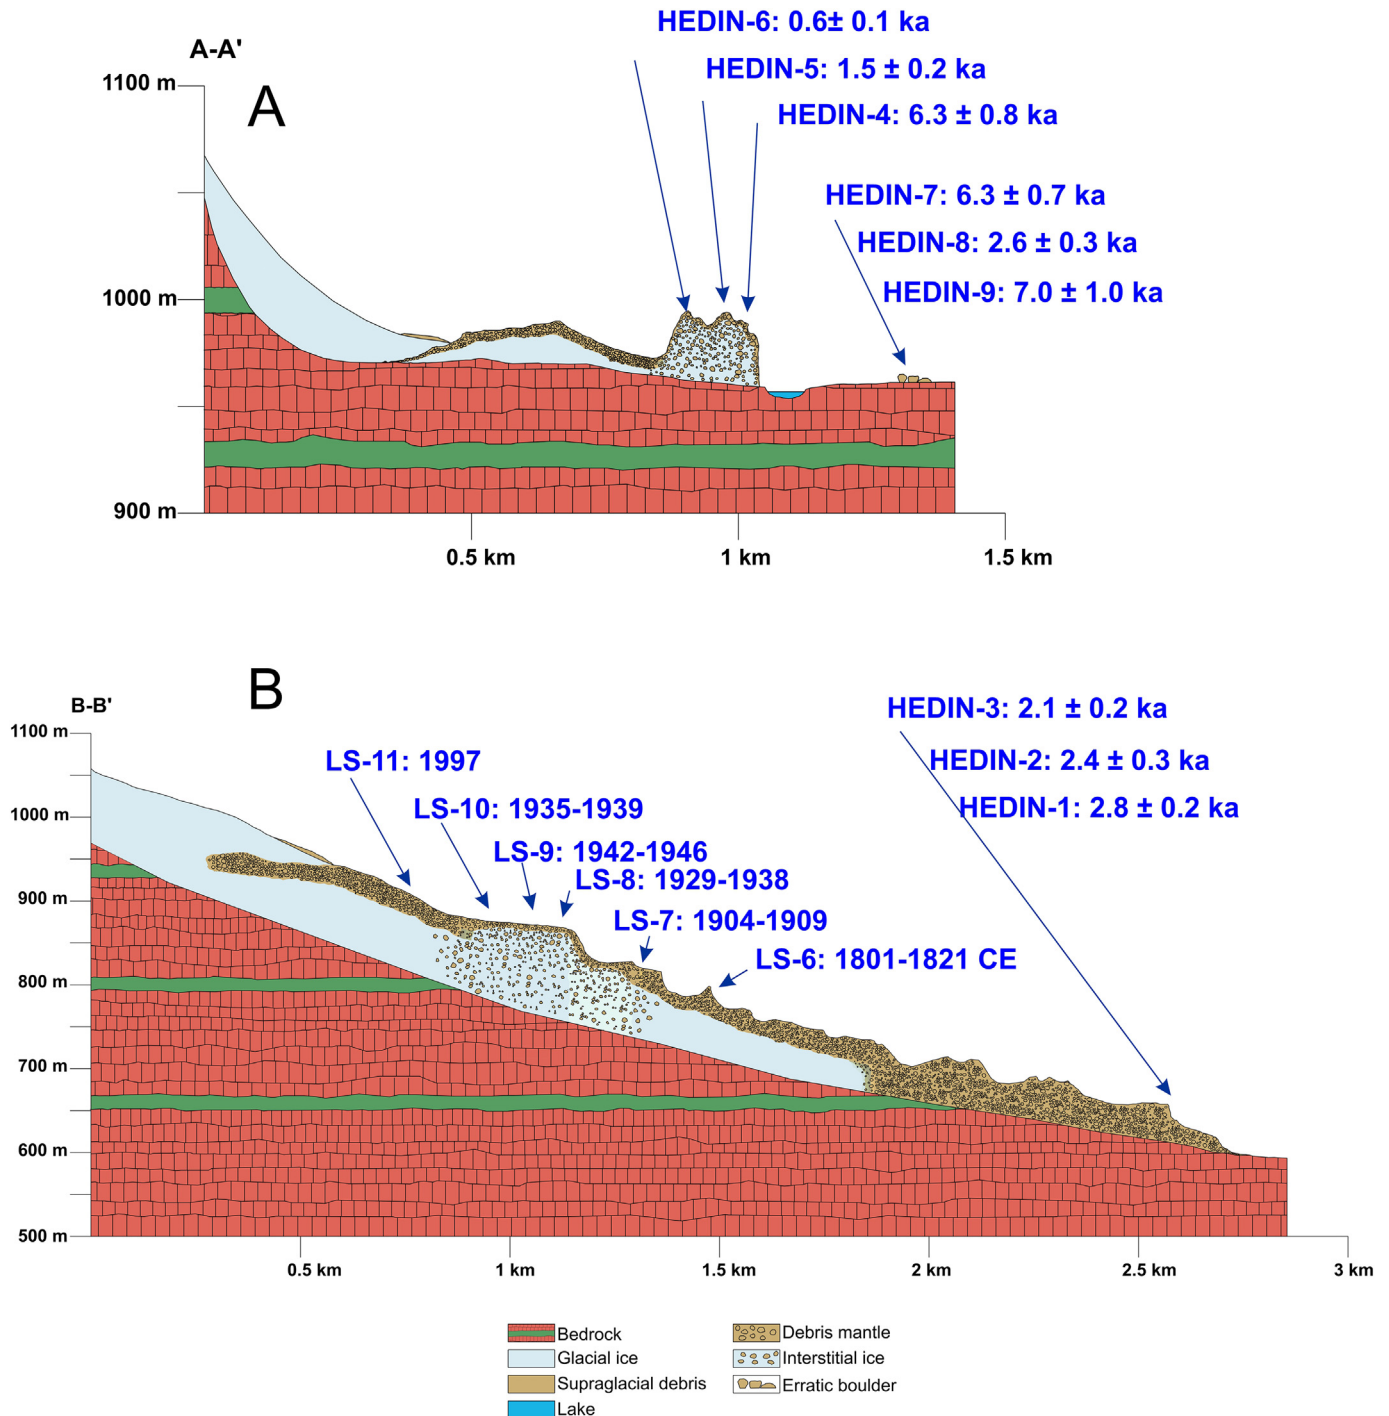 A-A'
A
HEDIN-6: 0.6± 0.1 ka
HEDIN-5: 1.5 ± 0.2 ka
HEDIN-4: 6.3 ± 0.8 ka
HEDIN-7: 6.3 ± 0.7 ka
HEDIN-8: 2.6 ± 0.3 ka
HEDIN-9: 7.0 ± 1.0 ka
1100 m
1000 m
900 m
0.5 km
1 km
1.5 km
B-B'
B
HEDIN-3: 2.1 ± 0.2 ka
HEDIN-2: 2.4 ± 0.3 ka
HEDIN-1: 2.8 ± 0.2 ka
LS-11: 1997
LS-10: 1935-1939
LS-9: 1942-1946
LS-8: 1929-1938
LS-7: 1904-1909
LS-6: 1801-1821 CE
1100 m
1000 m
900 m
800 m
700 m
600 m
500 m
0.5 km
1 km
1.5 km
2 km
2.5 km
3 km
Bedrock
Glacial ice
Supraglacial debris
Lake
Debris mantle
Interstitial ice
Erratic boulder